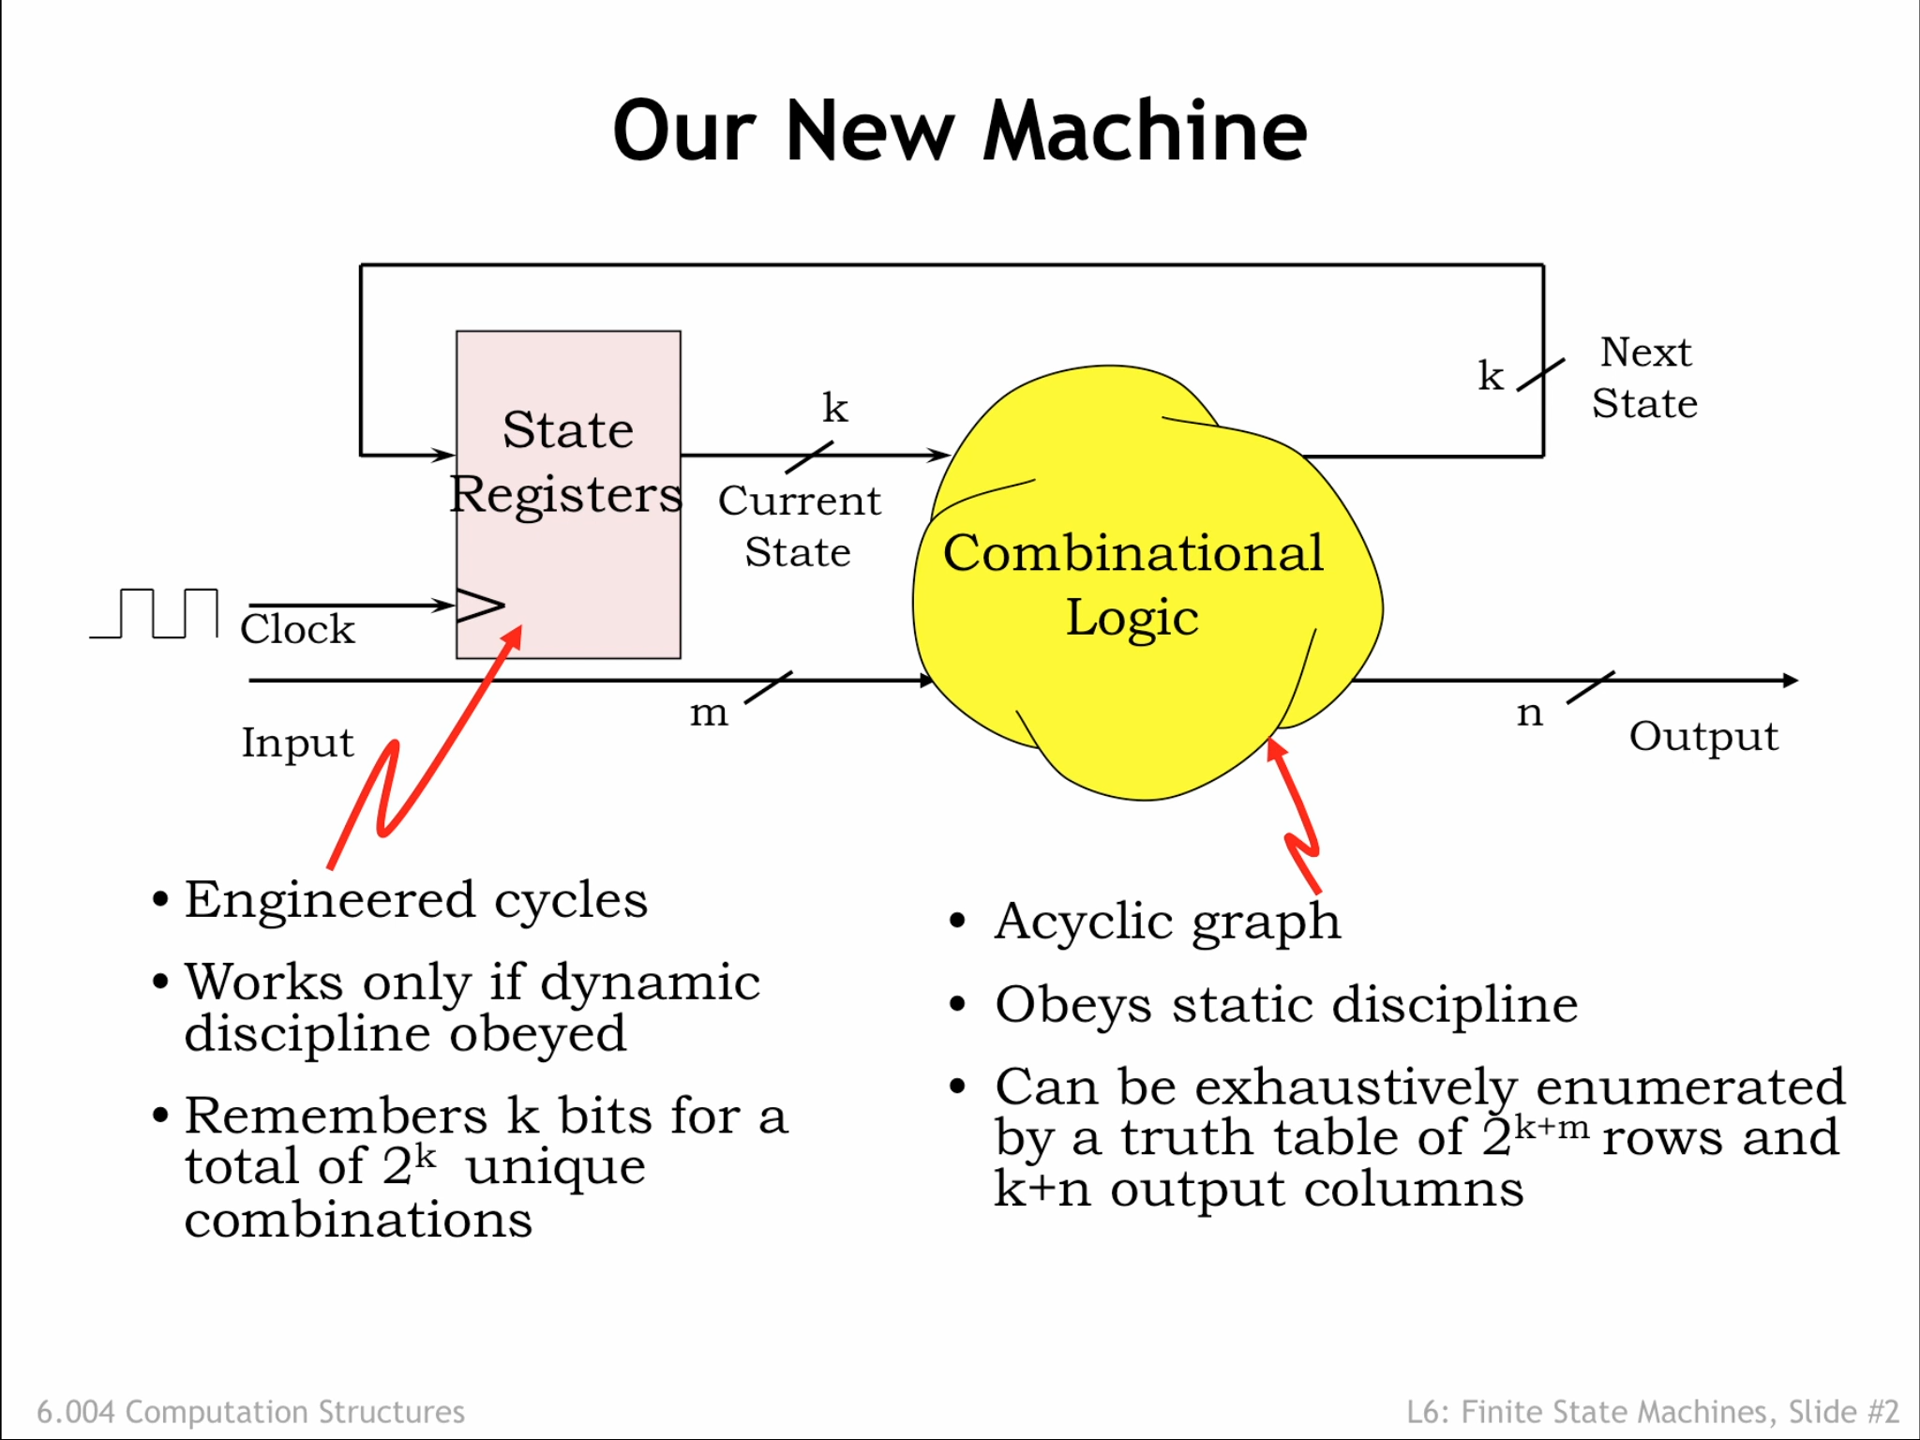 Our New Machine
k
Next
State
State
Registers
k
Current
State
Combinational
Logic
Clock
m
n
Input
Output
• Engineered cycles
• Works only if dynamic
discipline obeyed
• Remembers k bits for a
total of 2ᵏ unique
combinations
• Acyclic graph
• Obeys static discipline
• Can be exhaustively enumerated
by a truth table of 2ᵏ⁺ᵐ rows and
k+n output columns
6.004 Computation Structures
L6: Finite State Machines, Slide #2